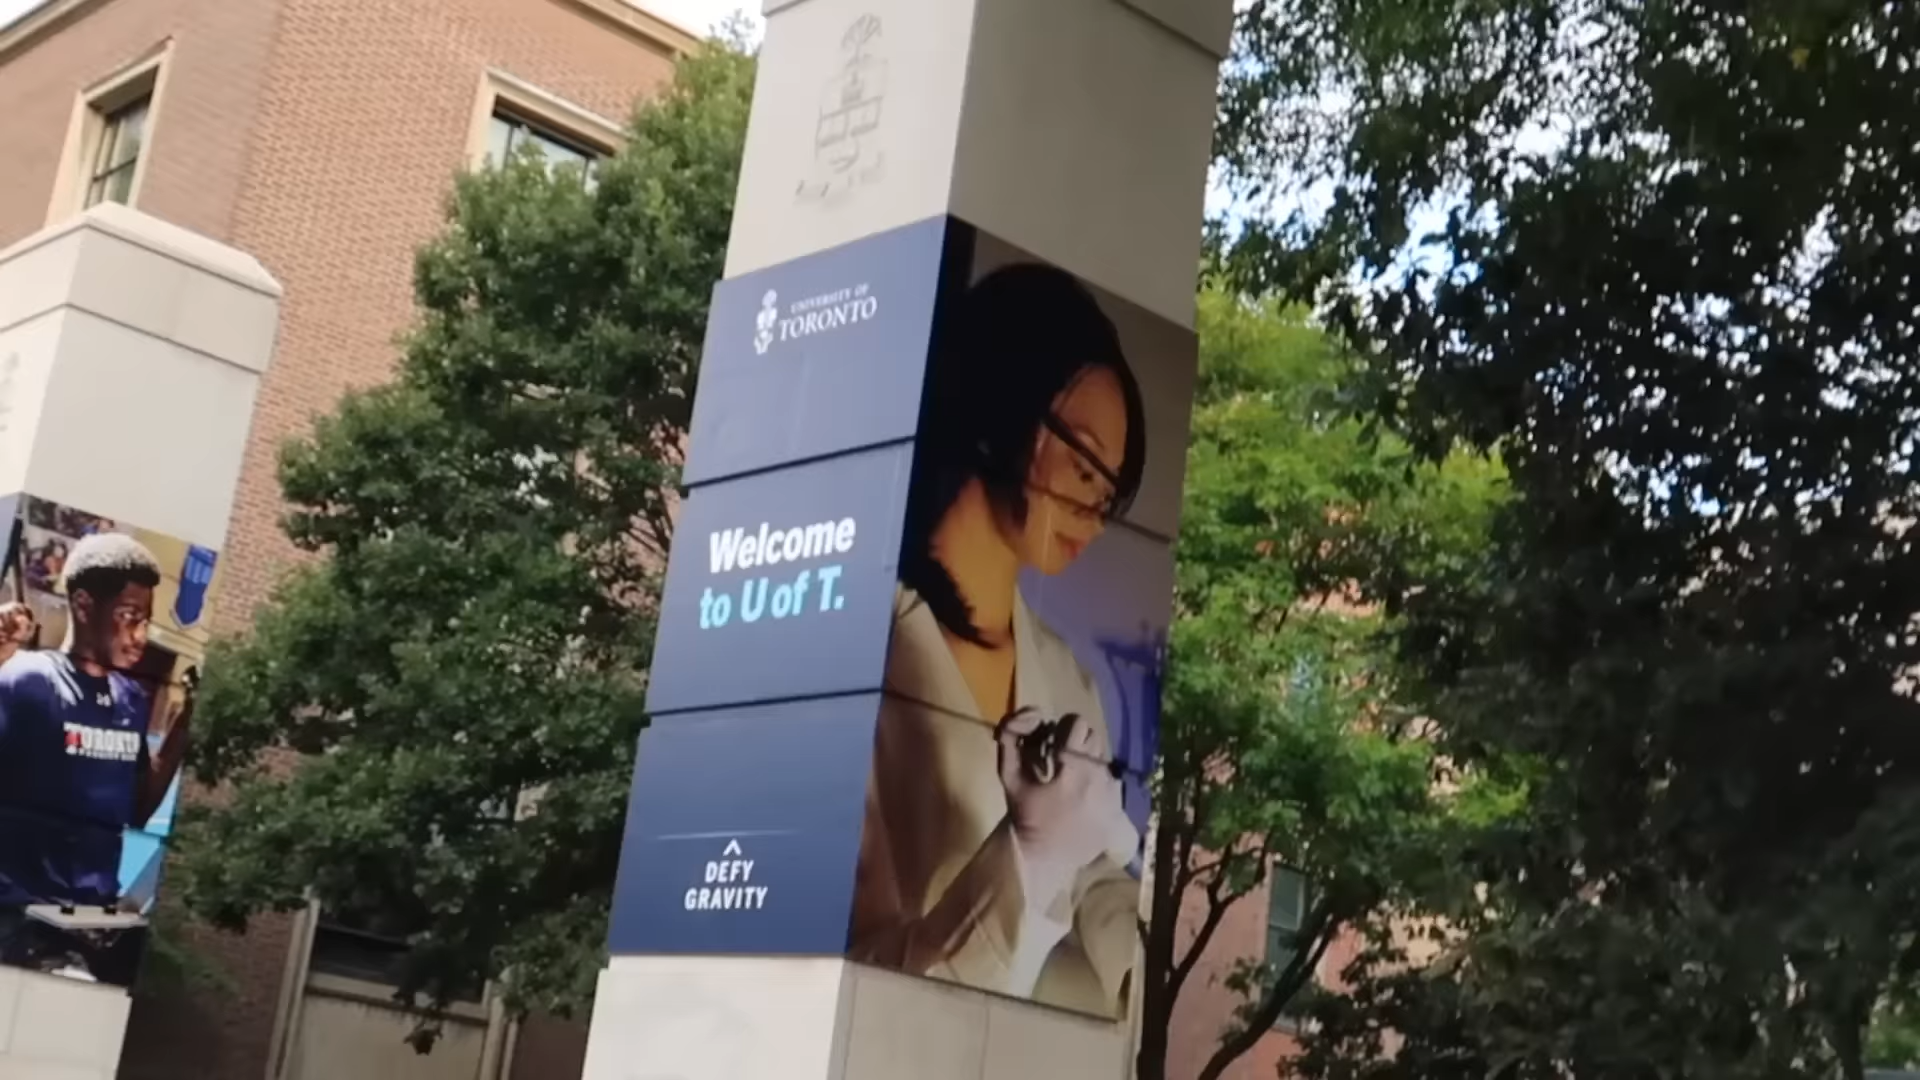 UNIVERSITY OF
TORONTO
Welcome
to U of T.
DEFY
GRAVITY
TORONTO